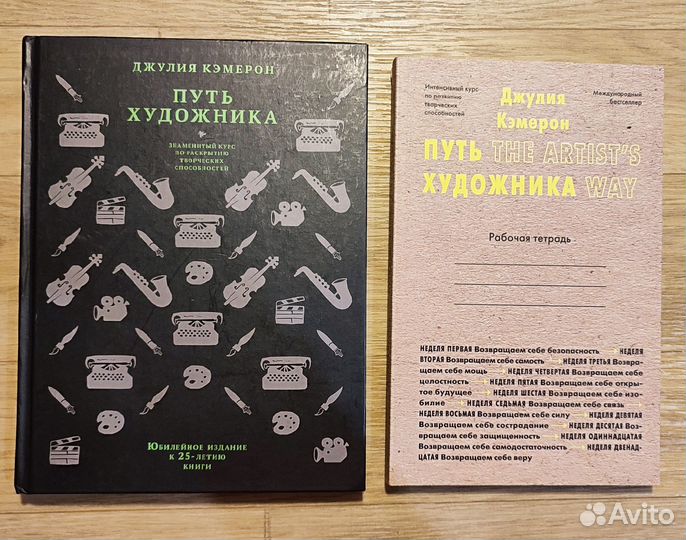 ДЖУЛИЯ КЭМЕРОН
ПУТЬ
ХУДОЖНИКА
ЗНАМЕНИТЫЙ КУРС
ПО РАСКРЫТИЮ
ТВОРЧЕСКИХ
СПОСОБНОСТЕЙ
ЮБИЛЕЙНОЕ ИЗДАНИЕ
К 25-ЛЕТИЮ
КНИГИ
Интенсивный курс
по развитию
творческих
способностей
Джулия
Кэмерон
Международный
бестселлер
ПУТЬ THE ARTIST'S
ХУДОЖНИКА WAY
Рабочая тетрадь
НЕДЕЛЯ ПЕРВАЯ Возвращаем себе безопасность → НЕДЕЛЯ
ВТОРАЯ Возвращаем себе самость → НЕДЕЛЯ ТРЕТЬЯ Возвра-
щаем себе мощь → НЕДЕЛЯ ЧЕТВЕРТАЯ Возвращаем себе
целостность → НЕДЕЛЯ ПЯТАЯ Возвращаем себе откры-
тое будущее → НЕДЕЛЯ ШЕСТАЯ Возвращаем себе изо-
билие → НЕДЕЛЯ СЕДЬМАЯ Возвращаем себе связь →
НЕДЕЛЯ ВОСЬМАЯ Возвращаем себе силу → НЕДЕЛЯ ДЕВЯТАЯ
Возвращаем себе сострадание → НЕДЕЛЯ ДЕСЯТАЯ Воз-
вращаем себе защищенность → НЕДЕЛЯ ОДИННАДЦАТАЯ
Возвращаем себе самодостаточность → НЕДЕЛЯ ДВЕНАД-
ЦАТАЯ Возвращаем себе веру
Avito